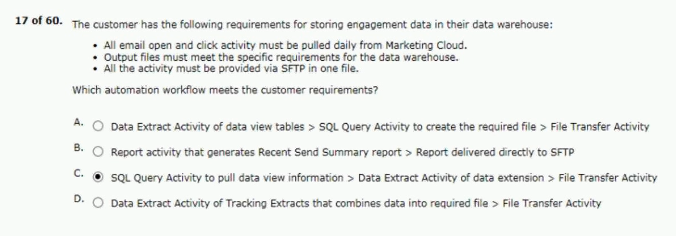 17 of 60. The customer has the following requirements for storing engagement data in their data warehouse:
• All email open and click activity must be pulled daily from Marketing Cloud.
• Output files must meet the specific requirements for the data warehouse.
• All the activity must be provided via SFTP in one file.
Which automation workflow meets the customer requirements?
A. Data Extract Activity of data view tables > SQL Query Activity to create the required file > File Transfer Activity
B. Report activity that generates Recent Send Summary report > Report delivered directly to SFTP
C. SQL Query Activity to pull data view information > Data Extract Activity of data extension > File Transfer Activity
D. Data Extract Activity of Tracking Extracts that combines data into required file > File Transfer Activity